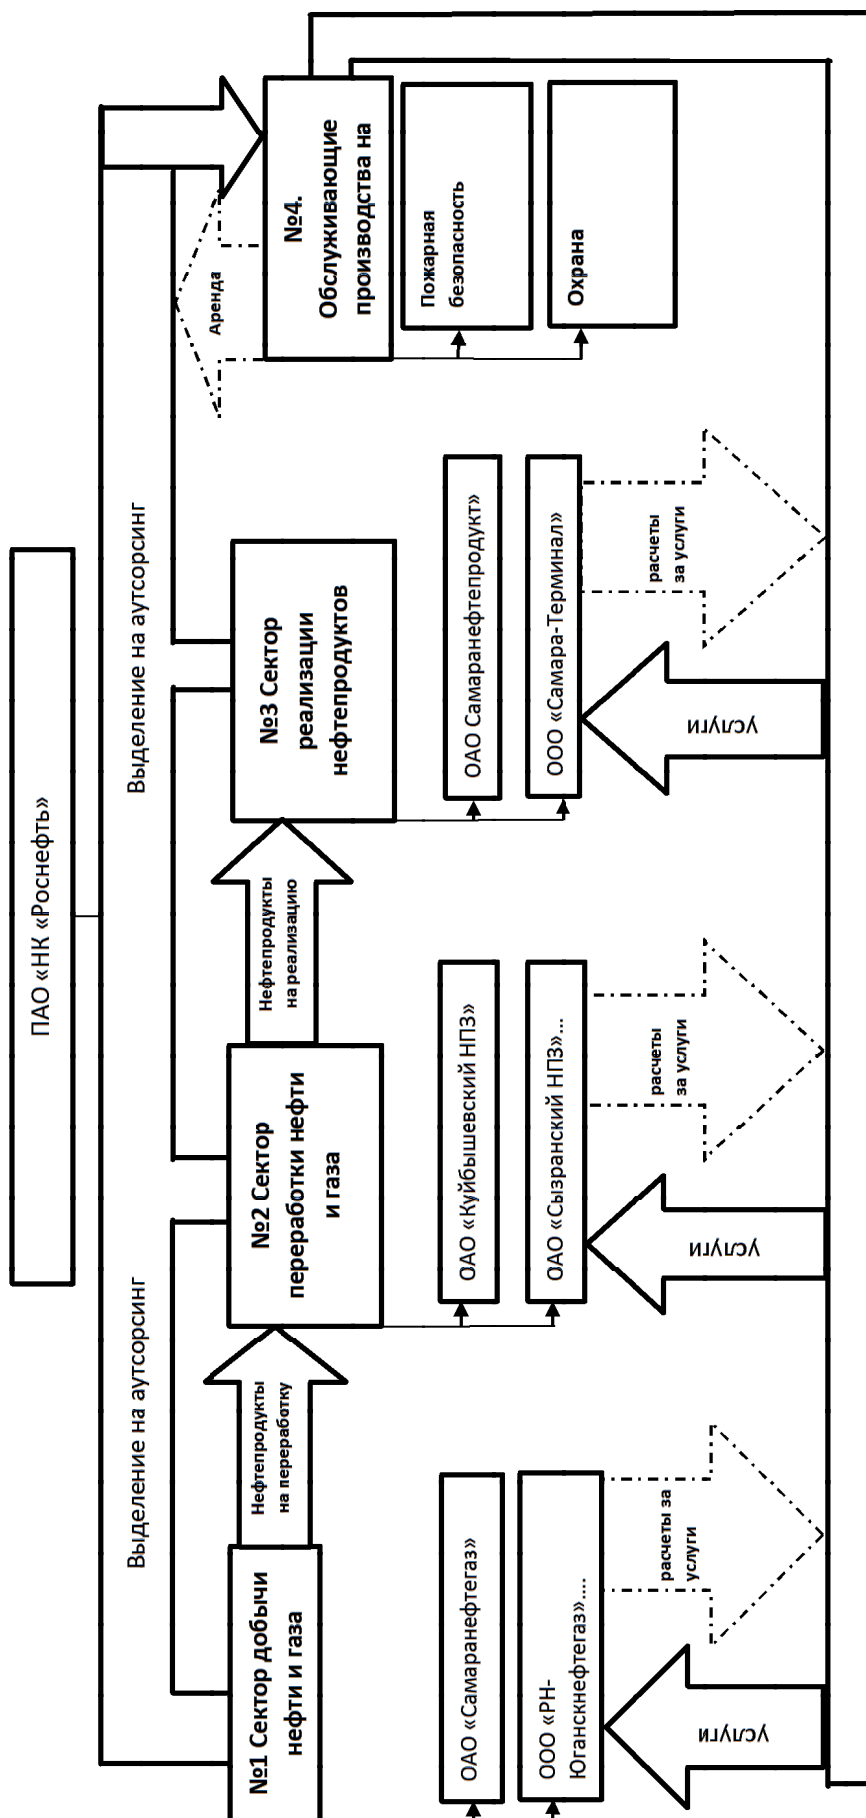 ПАО «НК «Роснефть»
Выделение на аутсорсинг
Выделение на аутсорсинг
№1 Сектор добычи
нефти и газа
Нефтепродукты
на переработку
№2 Сектор
переработки нефти
и газа
Нефтепродукты
на реализацию
№3 Сектор
реализации
нефтепродуктов
Аренда
№4.
Обслуживающие
производства на
ОАО «Самаранефтегаз»
ООО «РН-
Юганскнефтегаз»....
ОАО «Куйбышевский НПЗ»
ОАО «Сызранский НПЗ»...
ОАО Самаранефтепродукт»
ООО «Самара-Терминал»
Пожарная
безопасность
Охрана
услуги
расчеты за
услуги
услуги
расчеты
за услуги
услуги
расчеты
за услуги